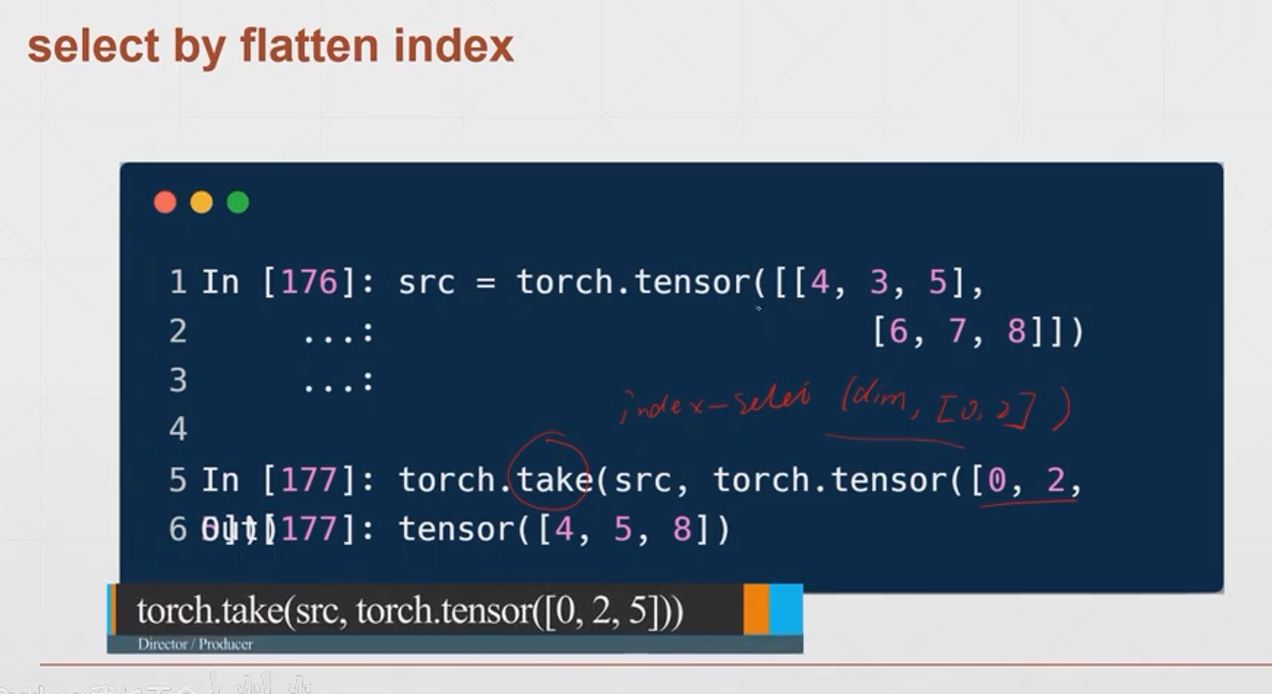 select by flatten index
1 In [176]: src = torch.tensor([[4, 3, 5],
2 ...: [6, 7, 8]])
3 ...:
index-select (dim, [0, 2])
4
5 In [177]: torch.take(src, torch.tensor([0, 2,
6 Out[177]: tensor([4, 5, 8])
torch.take(src, torch.tensor([0, 2, 5]))
Director / Producer